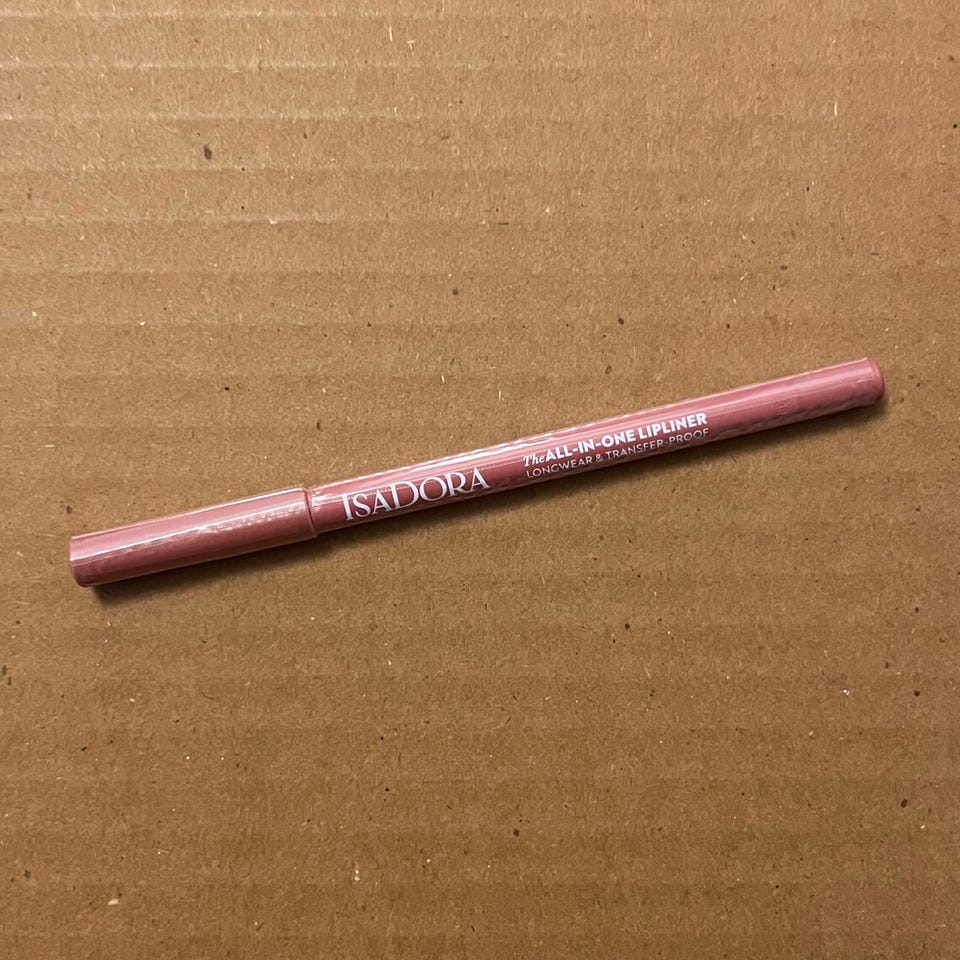 ISADORA
The ALL-IN-ONE LIPLINER
LONGWEAR & TRANSFER-PROOF